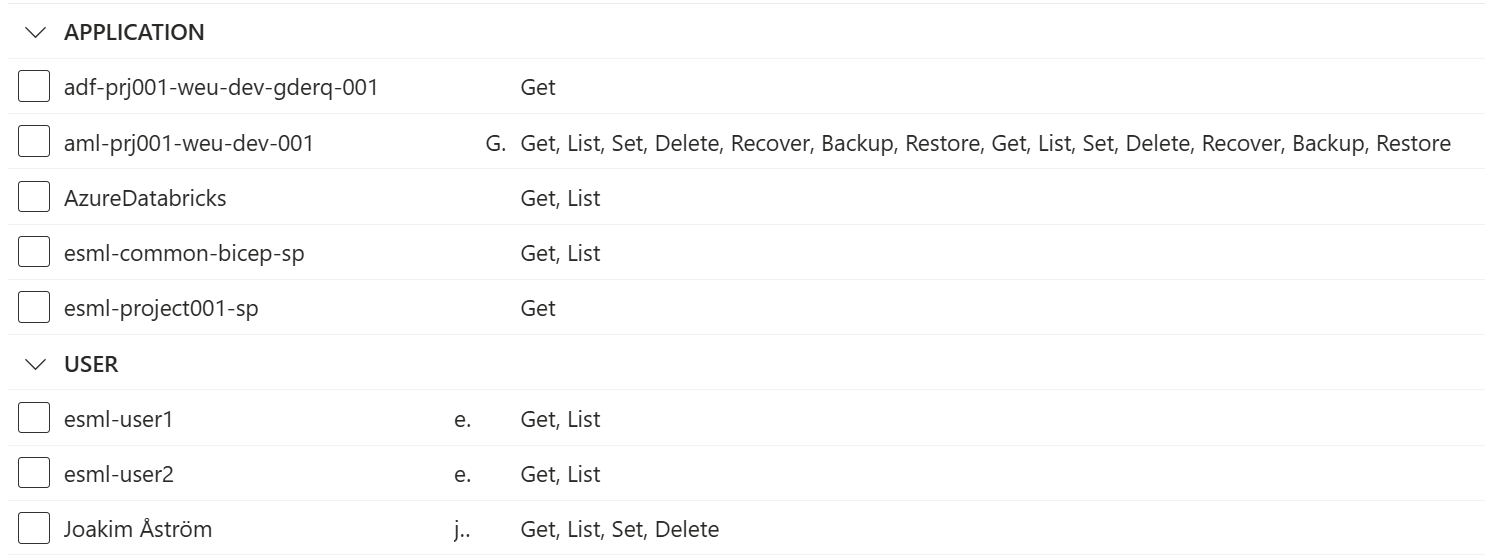 APPLICATION
adf-prj001-weu-dev-gderq-001 Get
aml-prj001-weu-dev-001 G. Get, List, Set, Delete, Recover, Backup, Restore, Get, List, Set, Delete, Recover, Backup, Restore
AzureDatabricks Get, List
esml-common-bicep-sp Get, List
esml-project001-sp Get
USER
esml-user1 e. Get, List
esml-user2 e. Get, List
Joakim Åström j.. Get, List, Set, Delete